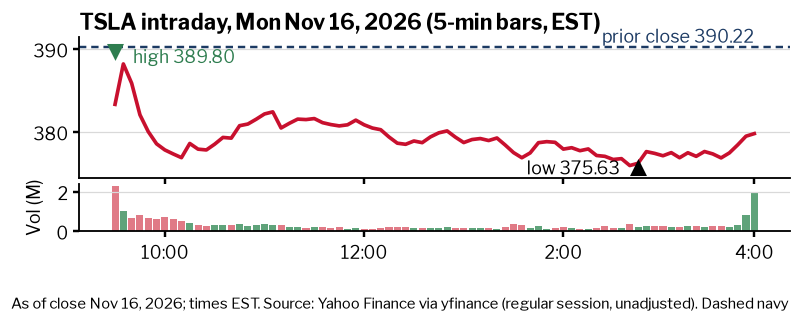 TSLA intraday, Mon Nov 16, 2026 (5-min bars, EST)
prior close 390.22
390
high 389.80
380
low 375.63
Vol (M)
2
0
10:00 12:00 2:00 4:00
As of close Nov 16, 2026; times EST. Source: Yahoo Finance via yfinance (regular session, unadjusted). Dashed navy